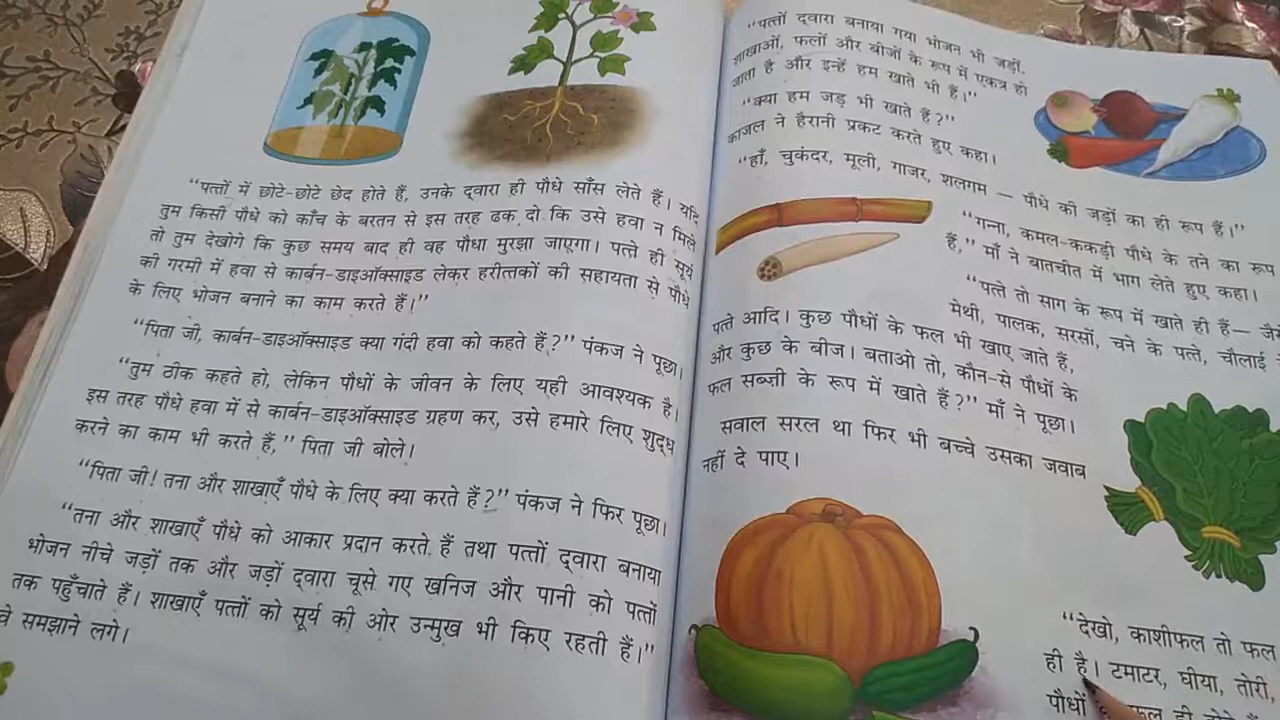 “पत्तों में छोटे-छोटे छेद होते हैं, उनके द्वारा ही पौधे साँस लेते हैं। यदि
तुम किसी पौधे को काँच के बरतन से इस तरह ढक दो कि उसे हवा न मिले
तो तुम देखोगे कि कुछ समय बाद ही वह पौधा मुरझा जाएगा। पत्ते ही सूर्य
की गरमी में हवा से कार्बन-डाइऑक्साइड लेकर हरीत्तकों की सहायता से पौधे
के लिए भोजन बनाने का काम करते हैं।”
“पिता जी, कार्बन-डाइऑक्साइड क्या गंदी हवा को कहते हैं?” पंकज ने पूछा।
“तुम ठीक कहते हो, लेकिन पौधों के जीवन के लिए यही आवश्यक है।
इस तरह पौधे हवा में से कार्बन-डाइऑक्साइड ग्रहण कर, उसे हमारे लिए शुद्ध
करने का काम भी करते हैं,” पिता जी बोले।
“पिता जी! तना और शाखाएँ पौधे के लिए क्या करते हैं?” पंकज ने फिर पूछा।
“तना और शाखाएँ पौधे को आकार प्रदान करते हैं तथा पत्तों द्वारा बनाया
भोजन नीचे जड़ों तक और जड़ों द्वारा चूसे गए खनिज और पानी को पत्तों
तक पहुँचाते हैं। शाखाएँ पत्तों को सूर्य की ओर उन्मुख भी किए रहती हैं।”
वे समझाने लगे।
“पत्तों द्वारा बनाया गया भोजन भी जड़ों,
शाखाओं, फलों और बीजों के रूप में एकत्र हो
जाता है और इन्हें हम खाते भी हैं।”
“क्या हम जड़ भी खाते हैं?”
काजल ने हैरानी प्रकट करते हुए कहा।
“हाँ, चुकंदर, मूली, गाजर, शलगम — पौधे की जड़ों का ही रूप हैं।”
“गन्ना, कमल-ककड़ी पौधे के तने का रूप
हैं,” माँ ने बातचीत में भाग लेते हुए कहा।
“पत्ते तो साग के रूप में खाते ही हैं—
मेथी, पालक, सरसों, चने के पत्ते, चौलाई
पत्ते आदि। कुछ पौधों के फल भी खाए जाते हैं,
और कुछ के बीज। बताओ तो, कौन-से पौधों के
फल सब्ज़ी के रूप में खाते हैं?” माँ ने पूछा।
सवाल सरल था फिर भी बच्चे उसका जवाब
नहीं दे पाए।
“देखो, काशीफल तो फल
ही है। टमाटर, घीया, तोरी,
पौधों